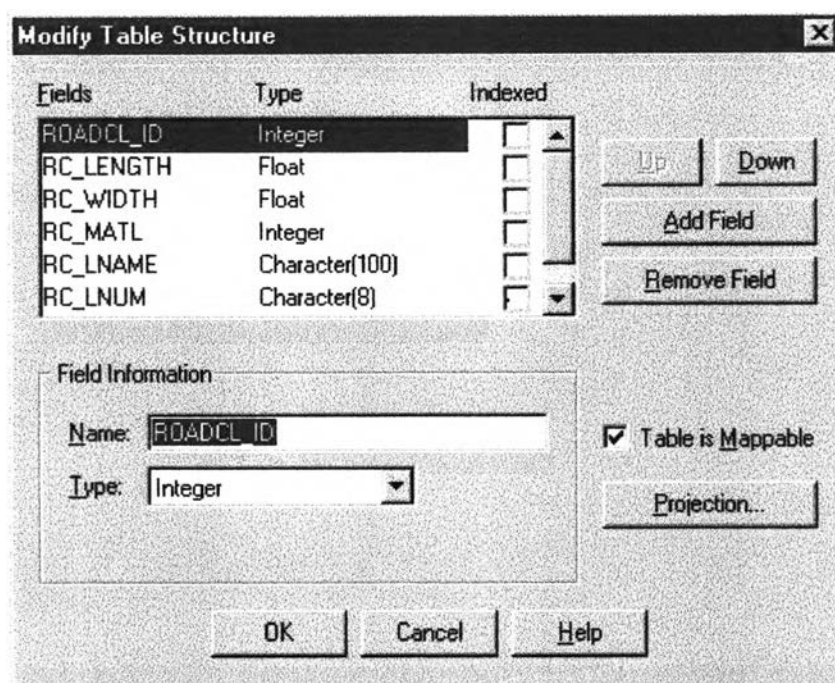 Modify Table Structure
Fields Type Indexed
ROADCL_ID Integer
RC_LENGTH Float
RC_WIDTH Float
RC_MATL Integer
RC_LNAME Character(100)
RC_LNUM Character(8)
Up Down
Add Field
Remove Field
Field Information
Name: ROADCL_ID
Type: Integer
Table is Mappable
Projection...
OK Cancel Help